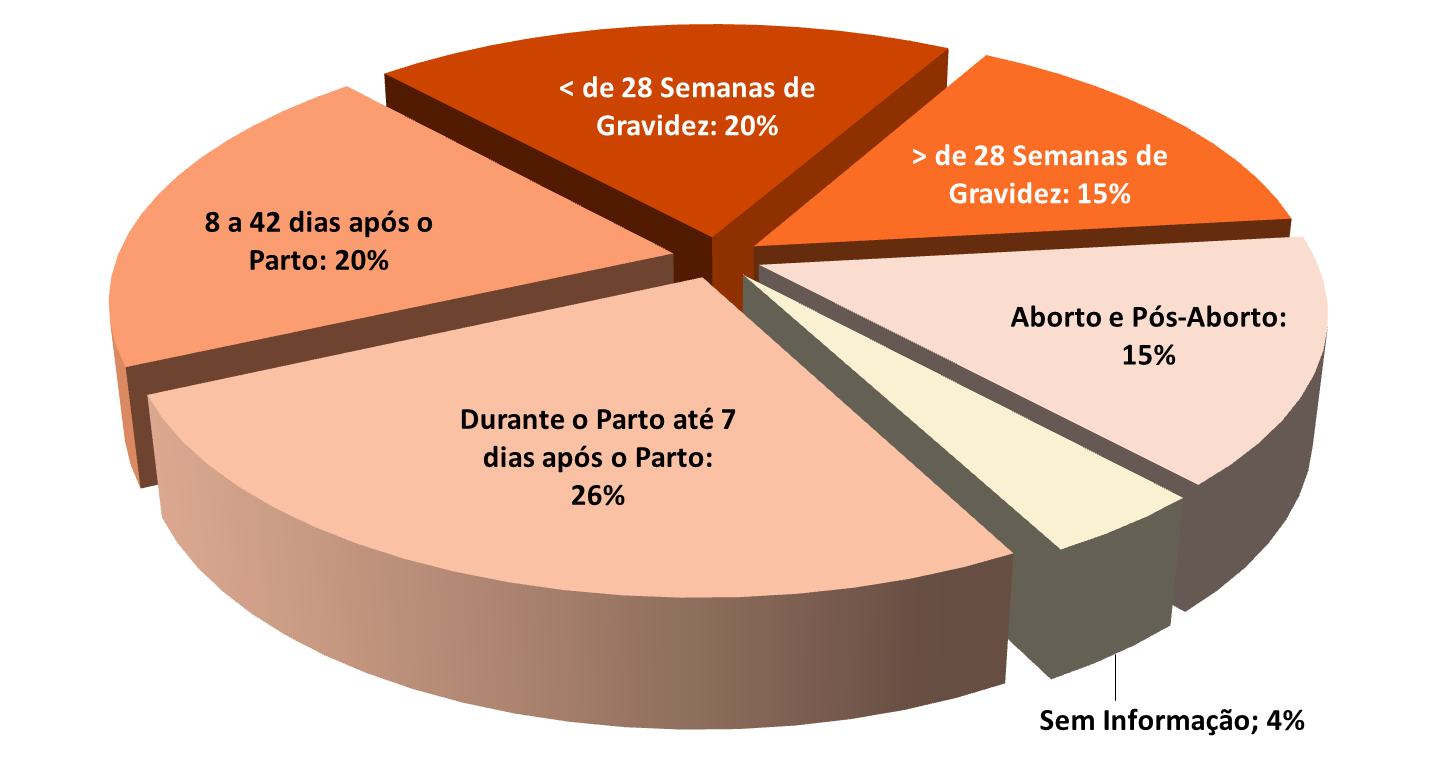 < de 28 Semanas de
Gravidez: 20%
> de 28 Semanas de
Gravidez: 15%
8 a 42 dias após o
Parto: 20%
Aborto e Pós-Aborto:
15%
Durante o Parto até 7
dias após o Parto:
26%
Sem Informação; 4%